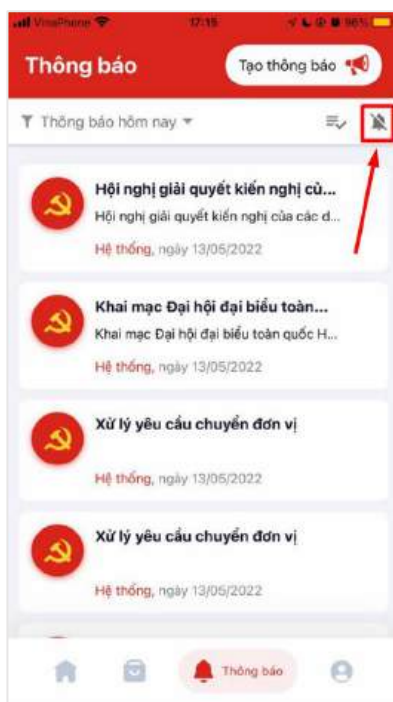 VinaPhone 17:15 96%
Thông báo
Tạo thông báo
Thông báo hôm nay
Hội nghị giải quyết kiến nghị củ...
Hội nghị giải quyết kiến nghị của các đ...
Hệ thống, ngày 13/05/2022
Khai mạc Đại hội đại biểu toàn...
Khai mạc Đại hội đại biểu toàn quốc H...
Hệ thống, ngày 13/05/2022
Xử lý yêu cầu chuyển đơn vị
Hệ thống, ngày 13/05/2022
Xử lý yêu cầu chuyển đơn vị
Hệ thống, ngày 13/05/2022
Thông báo